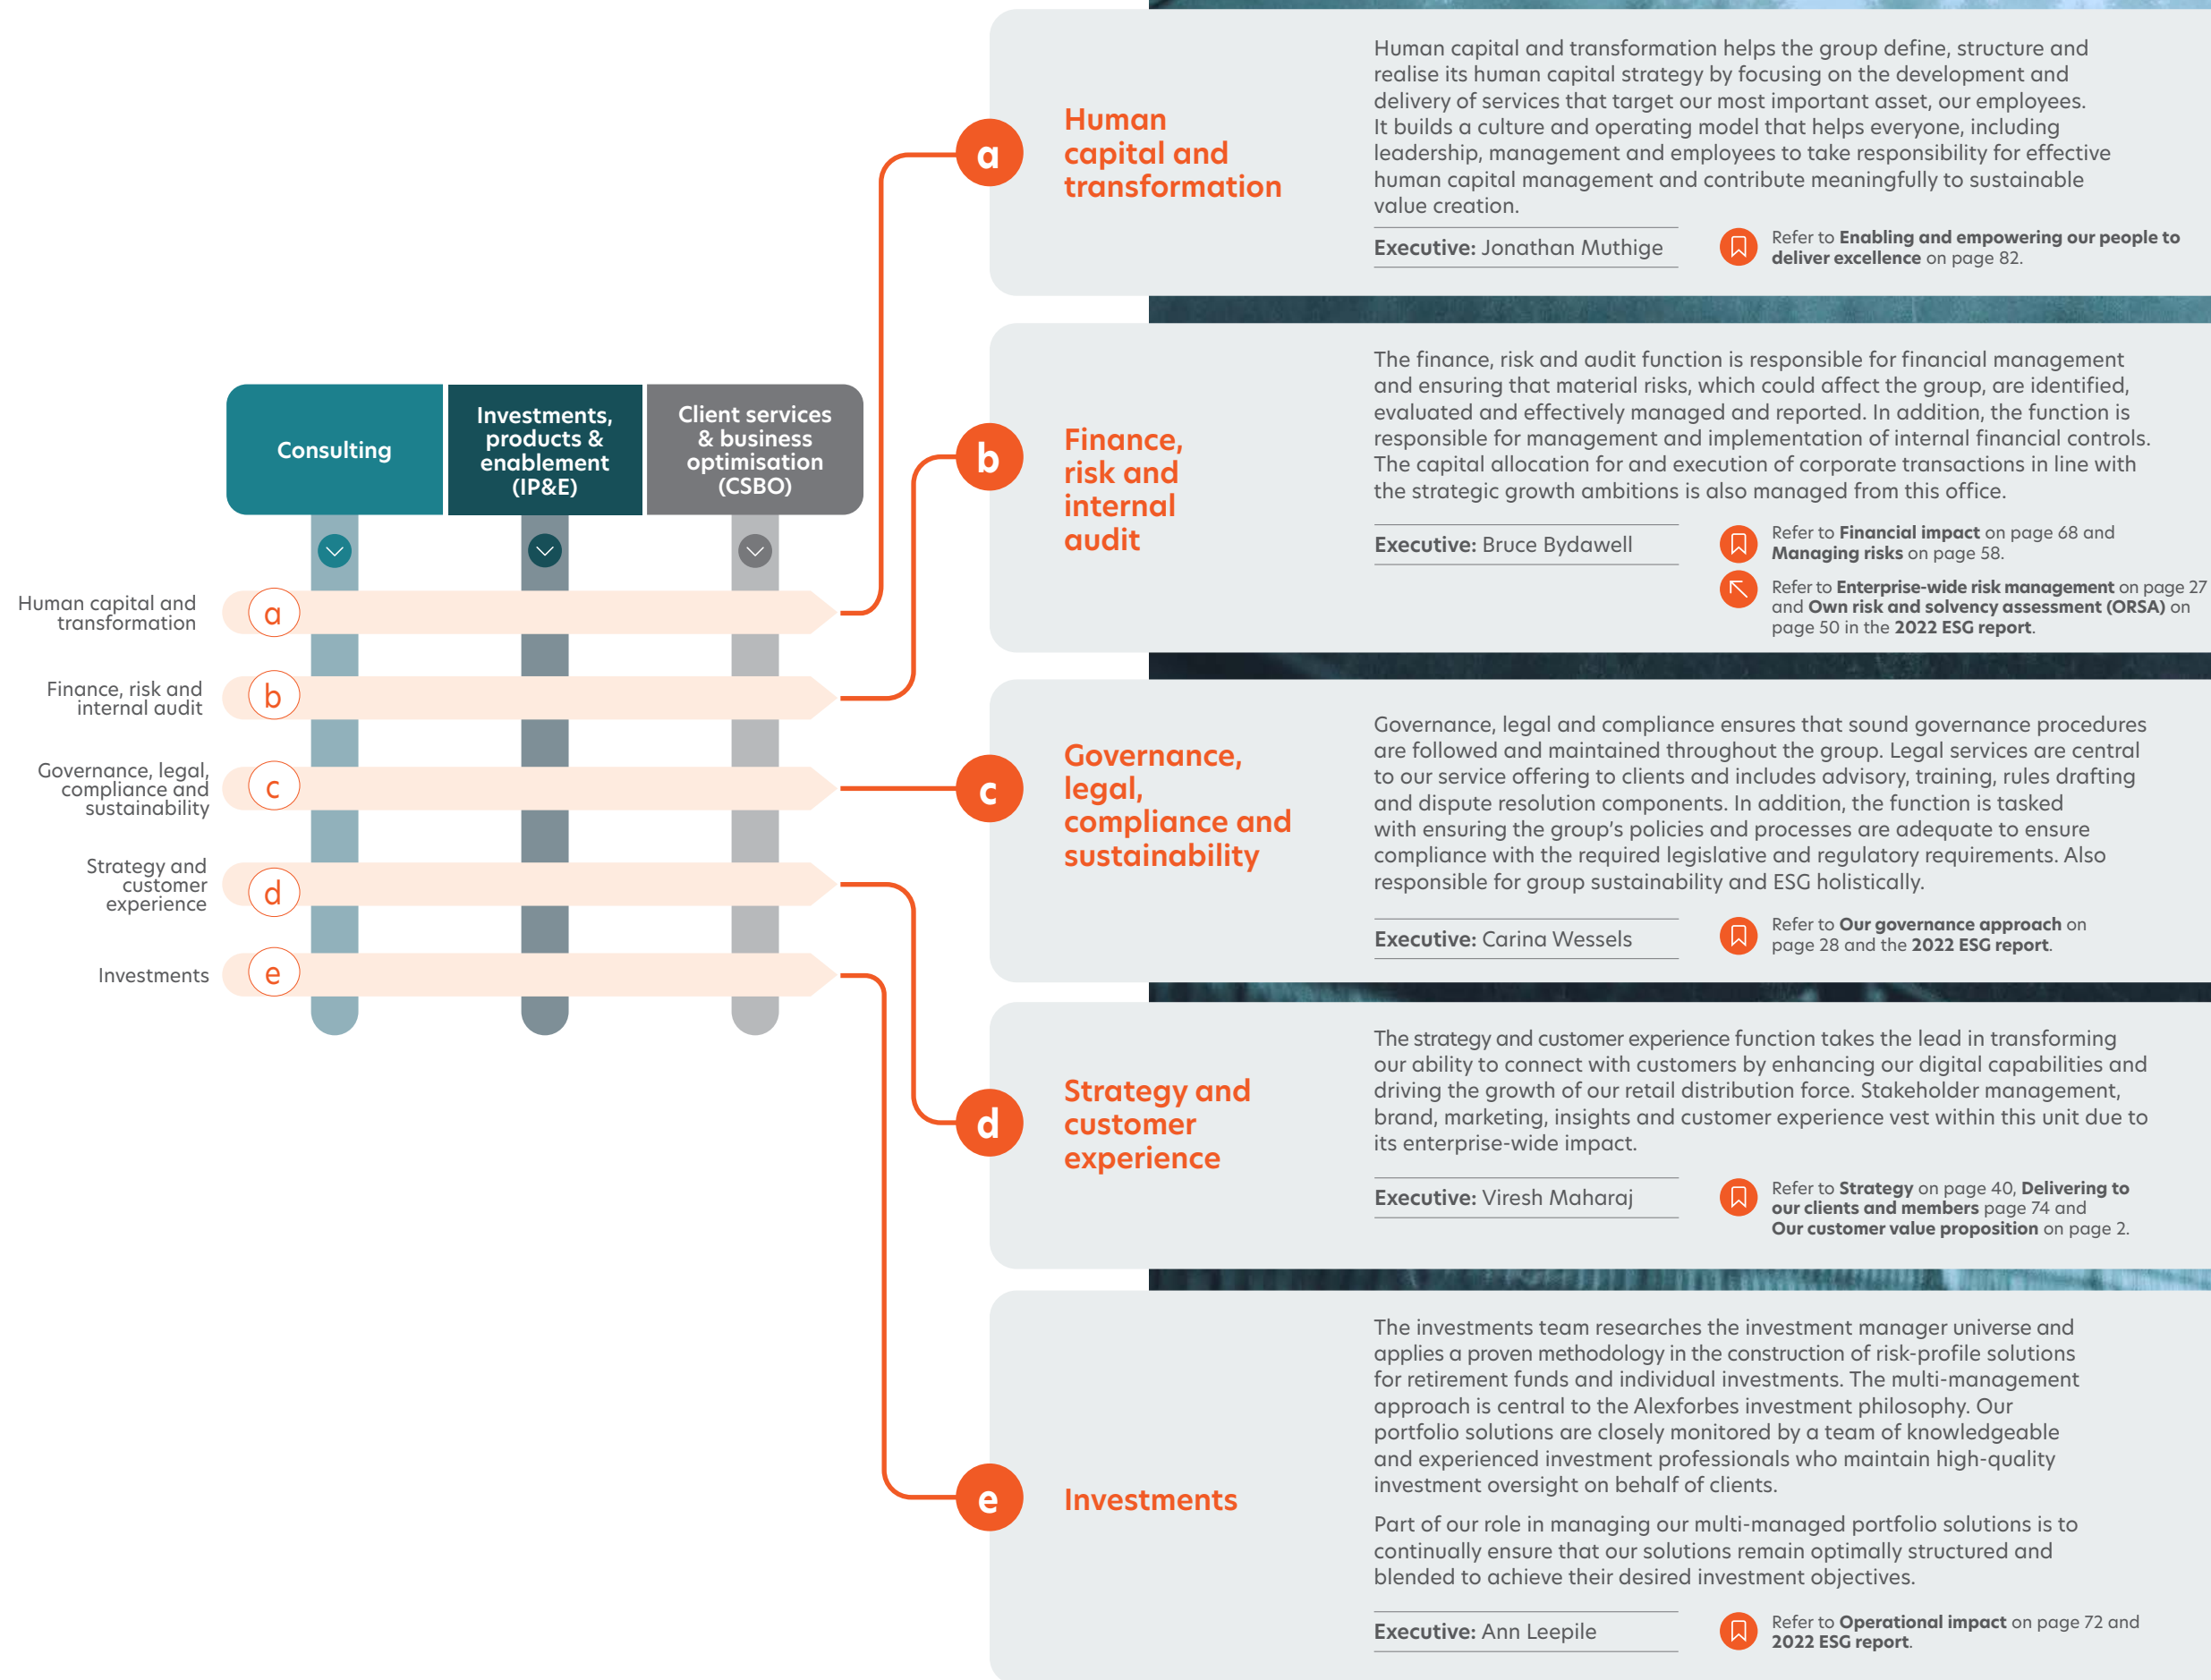 Consulting
Investments,
products &
enablement
(IP&E)
Client services
& business
optimisation
(CSBO)
Human capital and
transformation
a
Finance, risk and
internal audit
b
Governance, legal,
compliance and
sustainability
c
Strategy and
customer
experience
d
Investments
e
a
Human
capital and
transformation
Human capital and transformation helps the group define, structure and
realise its human capital strategy by focusing on the development and
delivery of services that target our most important asset, our employees.
It builds a culture and operating model that helps everyone, including
leadership, management and employees to take responsibility for effective
human capital management and contribute meaningfully to sustainable
value creation.
Executive: Jonathan Muthige
Refer to Enabling and empowering our people to
deliver excellence on page 82.
b
Finance,
risk and
internal
audit
The finance, risk and audit function is responsible for financial management
and ensuring that material risks, which could affect the group, are identified,
evaluated and effectively managed and reported. In addition, the function is
responsible for management and implementation of internal financial controls.
The capital allocation for and execution of corporate transactions in line with
the strategic growth ambitions is also managed from this office.
Executive: Bruce Bydawell
Refer to Financial impact on page 68 and
Managing risks on page 58.
Refer to Enterprise-wide risk management on page 27
and Own risk and solvency assessment (ORSA) on
page 50 in the 2022 ESG report.
c
Governance,
legal,
compliance and
sustainability
Governance, legal and compliance ensures that sound governance procedures
are followed and maintained throughout the group. Legal services are central
to our service offering to clients and includes advisory, training, rules drafting
and dispute resolution components. In addition, the function is tasked
with ensuring the group's policies and processes are adequate to ensure
compliance with the required legislative and regulatory requirements. Also
responsible for group sustainability and ESG holistically.
Executive: Carina Wessels
Refer to Our governance approach on
page 28 and the 2022 ESG report.
d
Strategy and
customer
experience
The strategy and customer experience function takes the lead in transforming
our ability to connect with customers by enhancing our digital capabilities and
driving the growth of our retail distribution force. Stakeholder management,
brand, marketing, insights and customer experience vest within this unit due to
its enterprise-wide impact.
Executive: Viresh Maharaj
Refer to Strategy on page 40, Delivering to
our clients and members page 74 and
Our customer value proposition on page 2.
e
Investments
The investments team researches the investment manager universe and
applies a proven methodology in the construction of risk-profile solutions
for retirement funds and individual investments. The multi-management
approach is central to the Alexforbes investment philosophy. Our
portfolio solutions are closely monitored by a team of knowledgeable
and experienced investment professionals who maintain high-quality
investment oversight on behalf of clients.
Part of our role in managing our multi-managed portfolio solutions is to
continually ensure that our solutions remain optimally structured and
blended to achieve their desired investment objectives.
Executive: Ann Leepile
Refer to Operational impact on page 72 and
2022 ESG report.